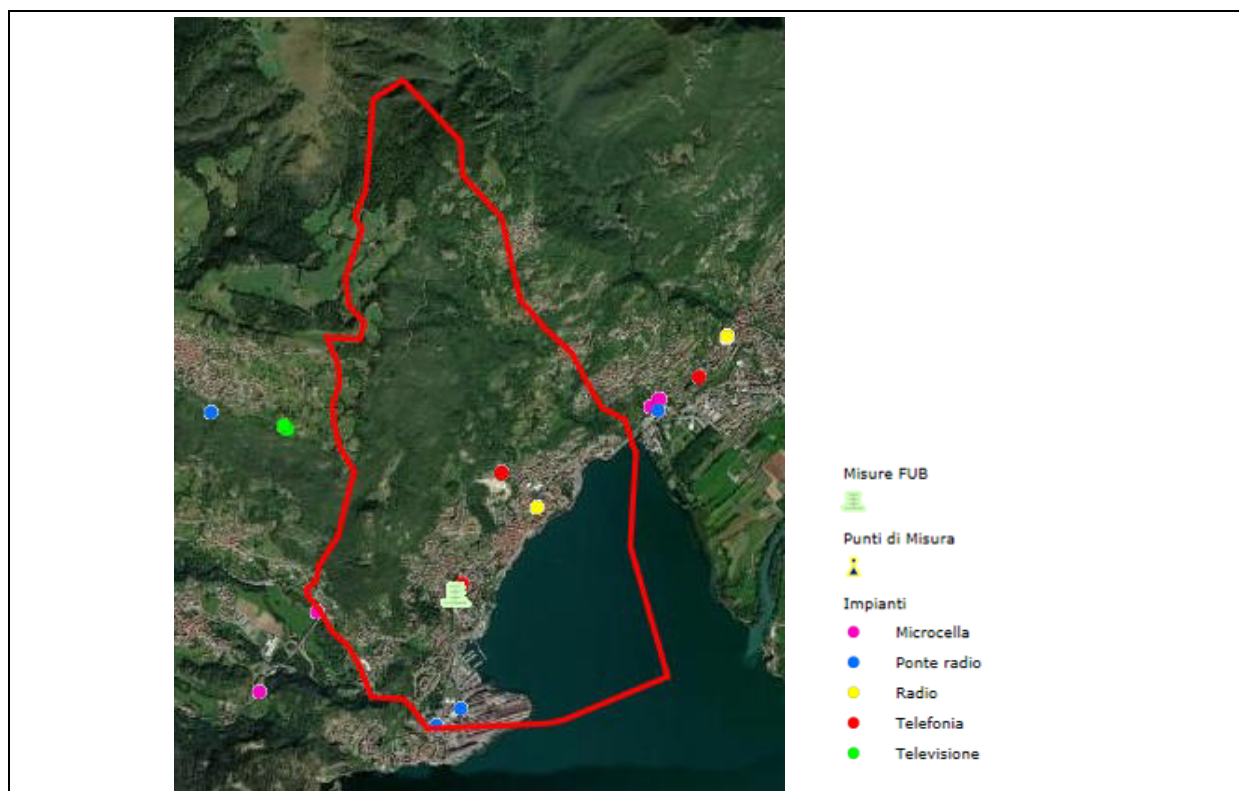 Misure FUB
Punti di Misura
Impianti
Microcella
Ponte radio
Radio
Telefonia
Televisione